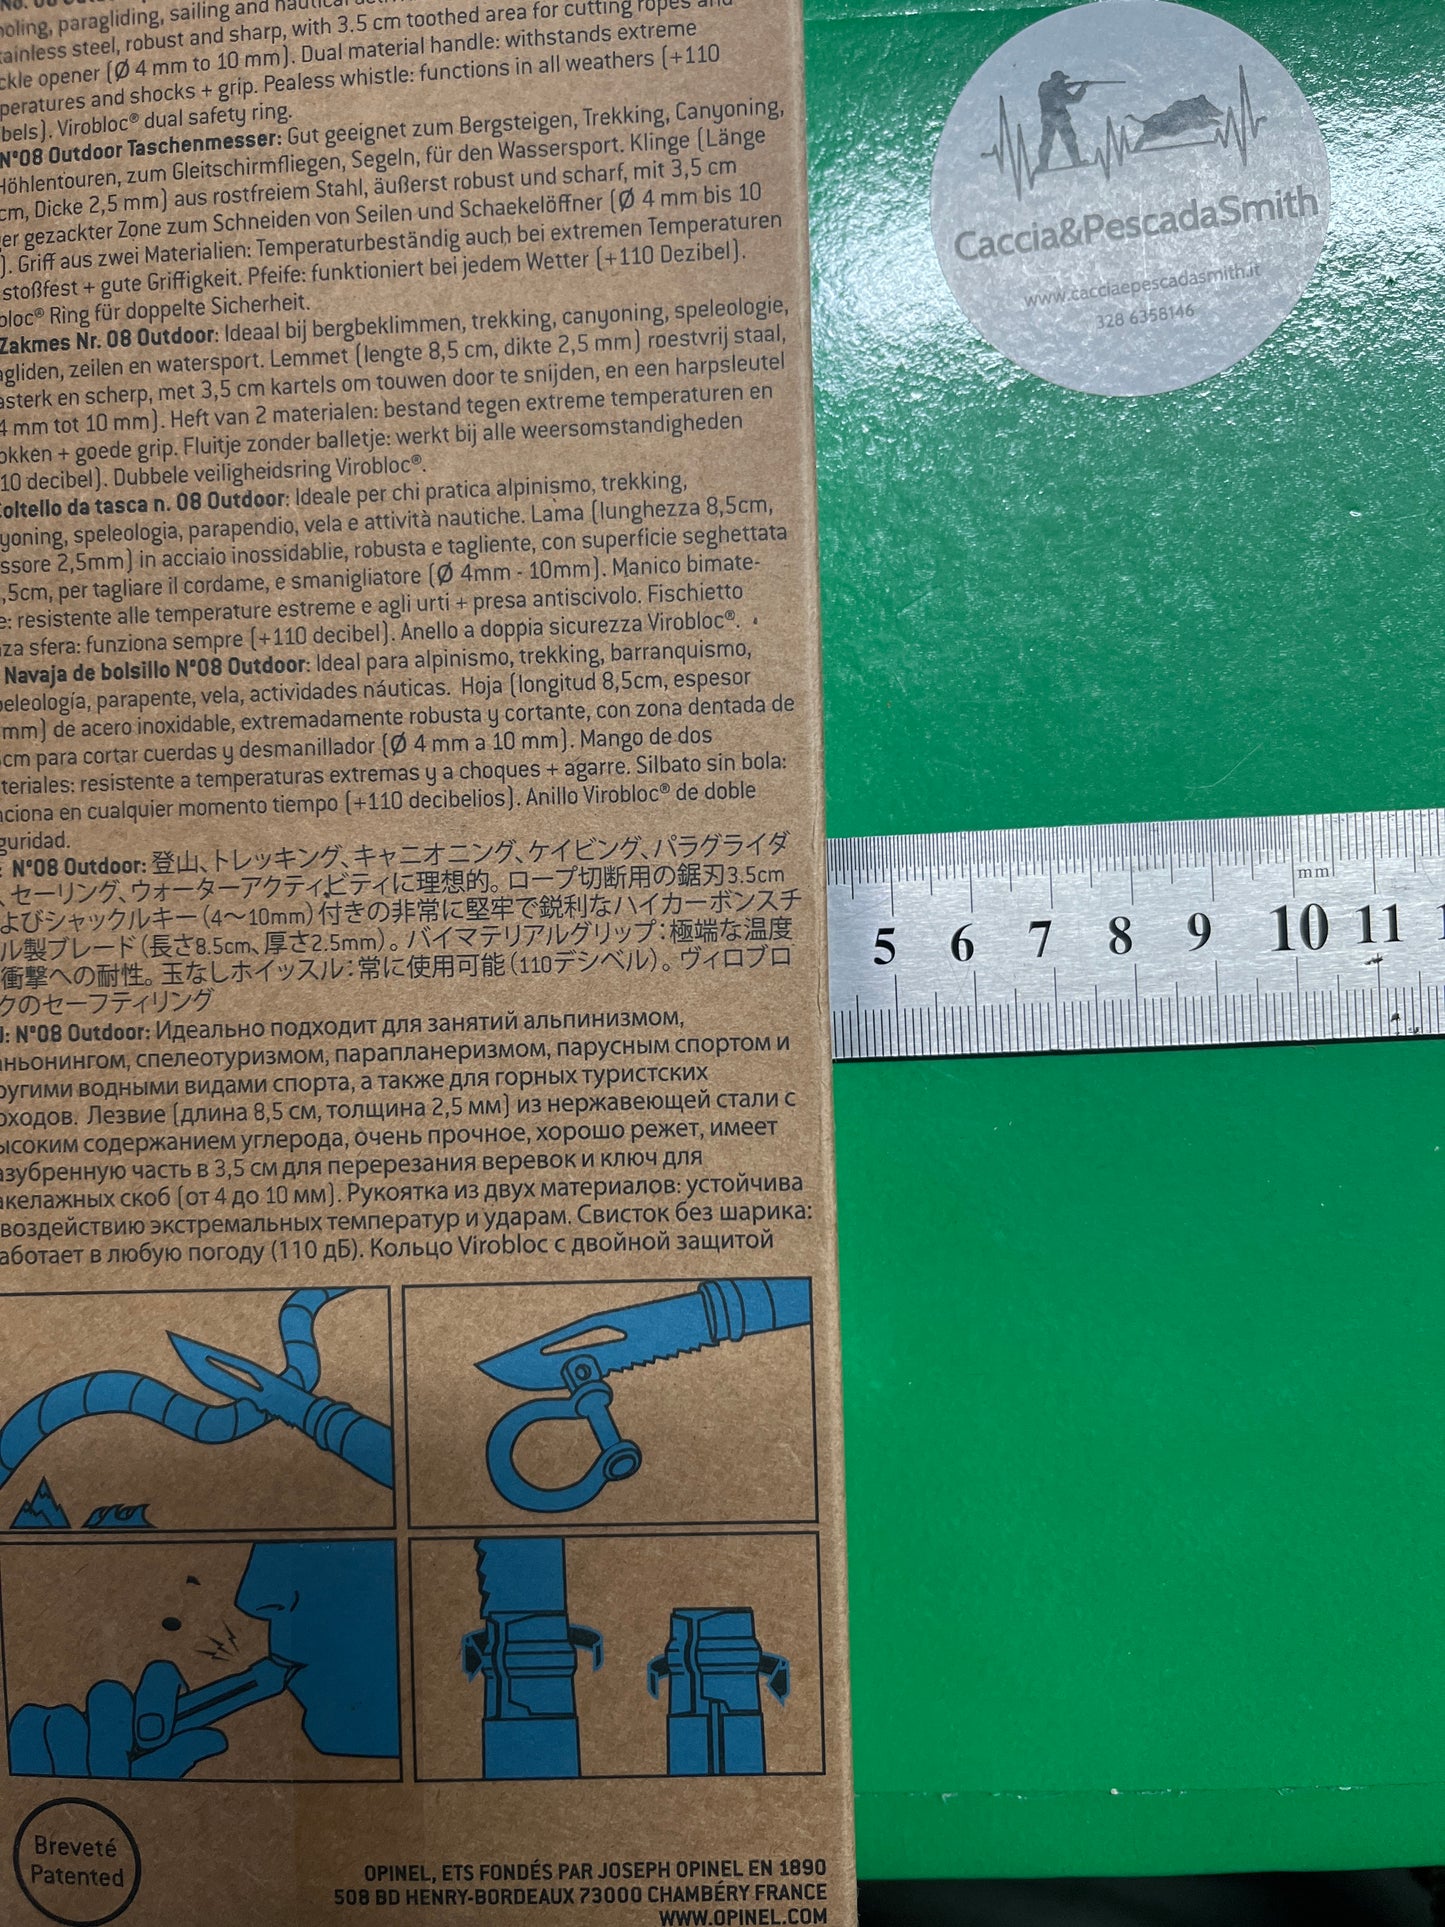 ooling, paragliding, sailing and nautical
tainless steel, robust and sharp, with 3.5 cm toothed area for cutting ropes and
ckle opener (Ø 4 mm to 10 mm). Dual material handle: withstands extreme
peratures and shocks + grip. Pealess whistle: functions in all weathers (+110
bels). Virobloc® dual safety ring.
N°08 Outdoor Taschenmesser: Gut geeignet zum Bergsteigen, Trekking, Canyoning,
Höhlentouren, zum Gleitschirmfliegen, Segeln, für den Wassersport. Klinge (Länge
cm, Dicke 2,5 mm) aus rostfreiem Stahl, äußerst robust und scharf, mit 3,5 cm
er gezackter Zone zum Schneiden von Seilen und Schaekelöffner (Ø 4 mm bis 10
). Griff aus zwei Materialien: Temperaturbeständig auch bei extremen Temperaturen
stoßfest + gute Griffigkeit. Pfeife: funktioniert bei jedem Wetter (+110 Dezibel).
bloc® Ring für doppelte Sicherheit.
Zakmes Nr. 08 Outdoor: Ideaal bij bergbeklimmen, trekking, canyoning, speleologie,
agliden, zeilen en watersport. Lemmet (lengte 8,5 cm, dikte 2,5 mm) roestvrij staal,
asterk en scherp, met 3,5 cm kartels om touwen door te snijden, en een harpsleutel
4 mm tot 10 mm). Heft van 2 materialen: bestand tegen extreme temperaturen en
okken + goede grip. Fluitje zonder balletje: werkt bij alle weersomstandigheden
10 decibel). Dubbele veiligheidsring Virobloc®.
oltello da tasca n. 08 Outdoor: Ideale per chi pratica alpinismo, trekking,
yoning, speleologia, parapendio, vela e attività nautiche. Lama (lunghezza 8,5cm,
ssore 2,5mm) in acciaio inossidablie, robusta e tagliente, con superficie seghettata
,5cm, per tagliare il cordame, e smanigliatore (Ø 4mm - 10mm). Manico bimate-
e: resistente alle temperature estreme e agli urti + presa antiscivolo. Fischietto
nza sfera: funziona sempre (+110 decibel). Anello a doppia sicurezza Virobloc®.
Navaja de bolsillo N°08 Outdoor: Ideal para alpinismo, trekking, barranquismo,
peleología, parapente, vela, actividades náuticas. Hoja (longitud 8,5cm, espesor
mm) de acero inoxidable, extremadamente robusta y cortante, con zona dentada de
cm para cortar cuerdas y desmanillador (Ø 4 mm a 10 mm). Mango de dos
teriales: resistente a temperaturas extremas y a choques + agarre. Silbato sin bola:
nciona en cualquier momento tiempo (+110 decibelios). Anillo Virobloc® de doble
guridad.
: N°08 Outdoor: 登山、トレッキング、キャニオニング、ケイビング、パラグライダ
、セーリング、ウォーターアクティビティに理想的。ロープ切断用の鋸刃3.5cm
よびシャックルキー（4〜10mm）付きの非常に堅牢で鋭利なハイカーボンスチ
ル製ブレード（長さ8.5cm、厚さ2.5mm）。バイマテリアルグリップ：極端な温度
衝撃への耐性。玉なしホイッスル：常に使用可能（110デシベル）。ヴィロブロ
クのセーフティリング
J: N°08 Outdoor: Идеально подходит для занятий альпинизмом,
ньонингом, спелеотуризмом, парапланеризмом, парусным спортом и
ругими водными видами спорта, а также для горных туристских
оходов. Лезвие (длина 8,5 см, толщина 2,5 мм) из нержавеющей стали с
ысоким содержанием углерода, очень прочное, хорошо режет, имеет
азубренную часть в 3,5 см для перерезания веревок и ключ для
акелажных скоб (от 4 до 10 мм). Рукоятка из двух материалов: устойчива
воздействию экстремальных температур и ударам. Свисток без шарика:
аботает в любую погоду (110 дБ). Кольцо Virobloc с двойной защитой
Breveté
Patented
OPINEL, ETS FONDÉS PAR JOSEPH OPINEL EN 1890
508 BD HENRY-BORDEAUX 73000 CHAMBÉRY FRANCE
WWW.OPINEL.COM
Caccia&PescadaSmith
www.cacciaepescadasmith.it
328 6358146
mm
5 6 7 8 9 10 11